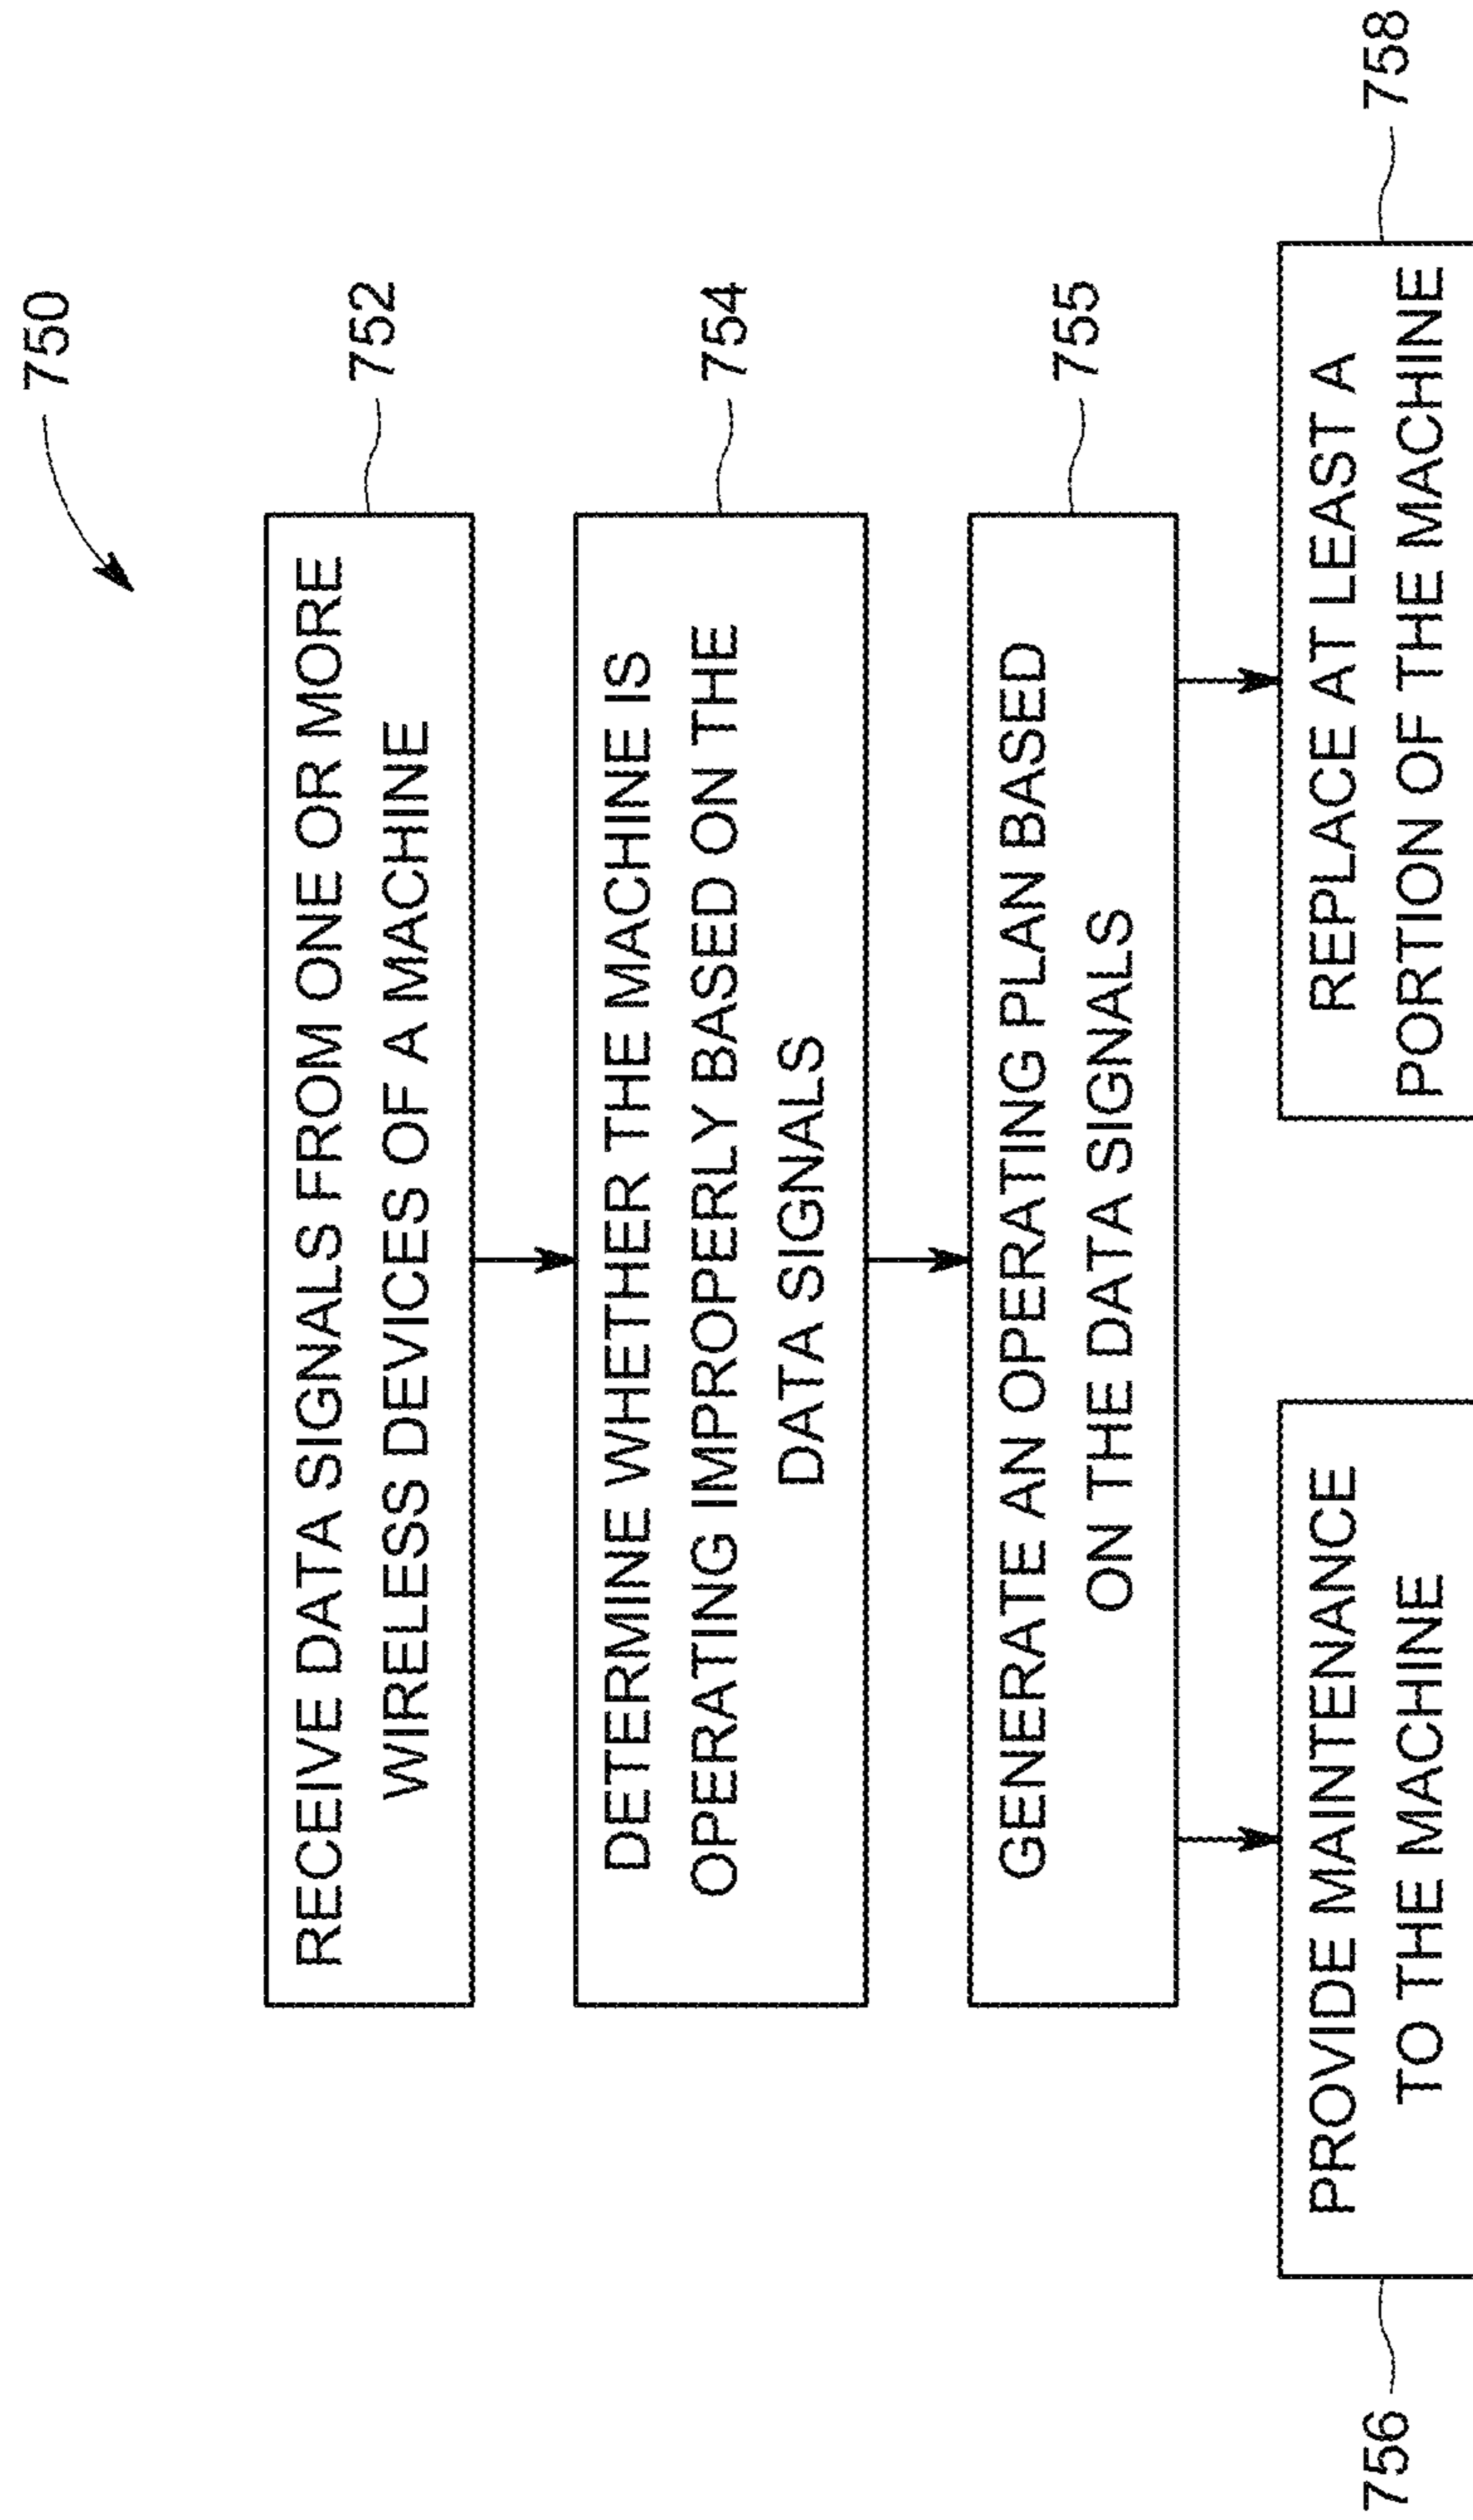 750
RECEIVE DATA SIGNALS FROM ONE OR MORE
WIRELESS DEVICES OF A MACHINE
752
DETERMINE WHETHER THE MACHINE IS
OPERATING IMPROPERLY BASED ON THE
DATA SIGNALS
754
GENERATE AN OPERATING PLAN BASED
ON THE DATA SIGNALS
755
756
PROVIDE MAINTENANCE
TO THE MACHINE
REPLACE AT LEAST A
PORTION OF THE MACHINE
758